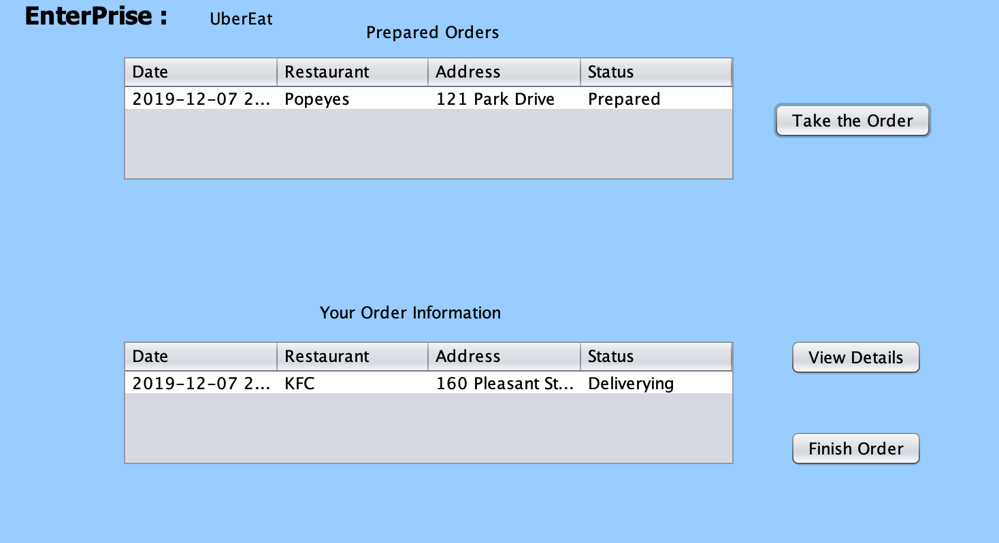 EnterPrise : UberEat
Prepared Orders
Date Restaurant Address Status
2019-12-07 2... Popeyes 121 Park Drive Prepared
Take the Order
Your Order Information
Date Restaurant Address Status
View Details
2019-12-07 2... KFC 160 Pleasant St... Deliverying
Finish Order